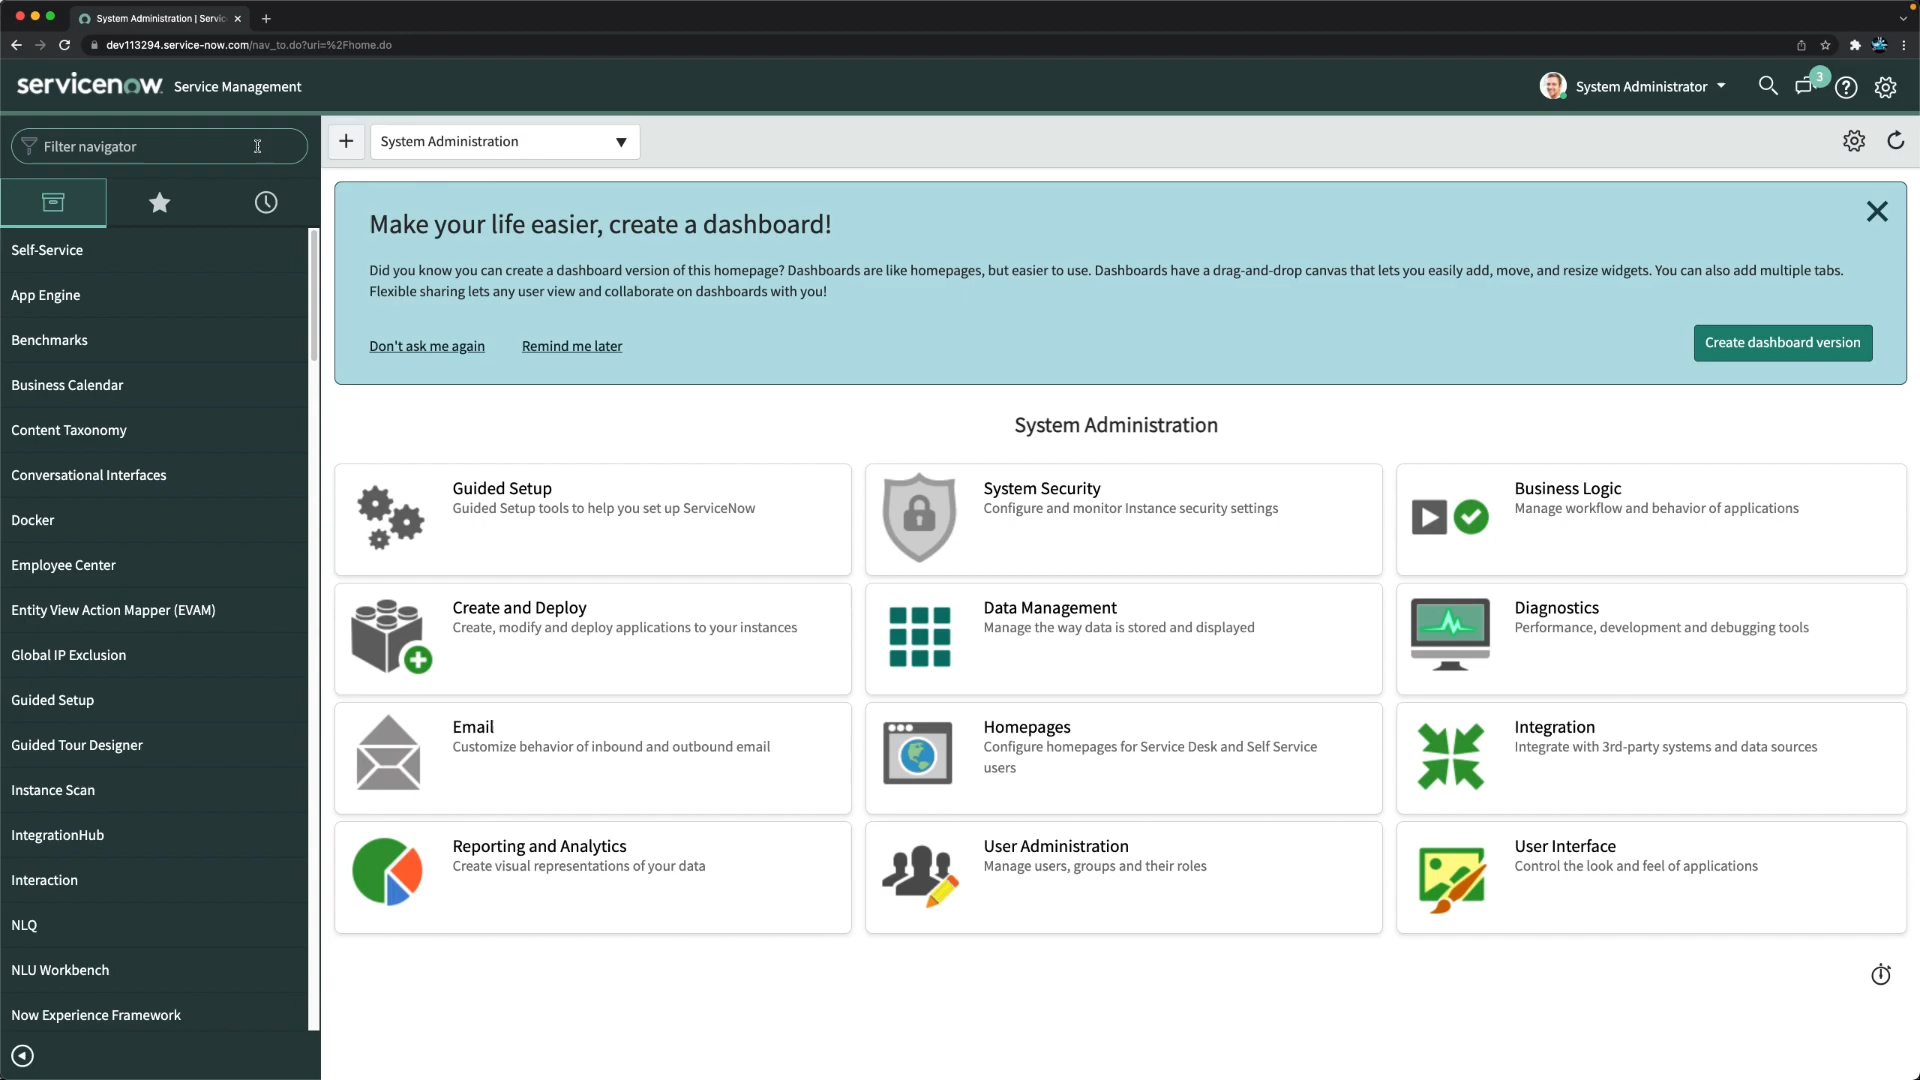 System Administration | Servic
dev113294.service-now.com/nav_to.do?uri=%2Fhome.do
servicenow Service Management
System Administrator
3
Filter navigator
System Administration
Self-Service
App Engine
Benchmarks
Business Calendar
Content Taxonomy
Conversational Interfaces
Docker
Employee Center
Entity View Action Mapper (EVAM)
Global IP Exclusion
Guided Setup
Guided Tour Designer
Instance Scan
IntegrationHub
Interaction
NLQ
NLU Workbench
Now Experience Framework
Make your life easier, create a dashboard!
Did you know you can create a dashboard version of this homepage? Dashboards are like homepages, but easier to use. Dashboards have a drag-and-drop canvas that lets you easily add, move, and resize widgets. You can also add multiple tabs.
Flexible sharing lets any user view and collaborate on dashboards with you!
Don't ask me again
Remind me later
Create dashboard version
System Administration
Guided Setup
Guided Setup tools to help you set up ServiceNow
System Security
Configure and monitor Instance security settings
Business Logic
Manage workflow and behavior of applications
Create and Deploy
Create, modify and deploy applications to your instances
Data Management
Manage the way data is stored and displayed
Diagnostics
Performance, development and debugging tools
Email
Customize behavior of inbound and outbound email
Homepages
Configure homepages for Service Desk and Self Service
users
Integration
Integrate with 3rd-party systems and data sources
Reporting and Analytics
Create visual representations of your data
User Administration
Manage users, groups and their roles
User Interface
Control the look and feel of applications